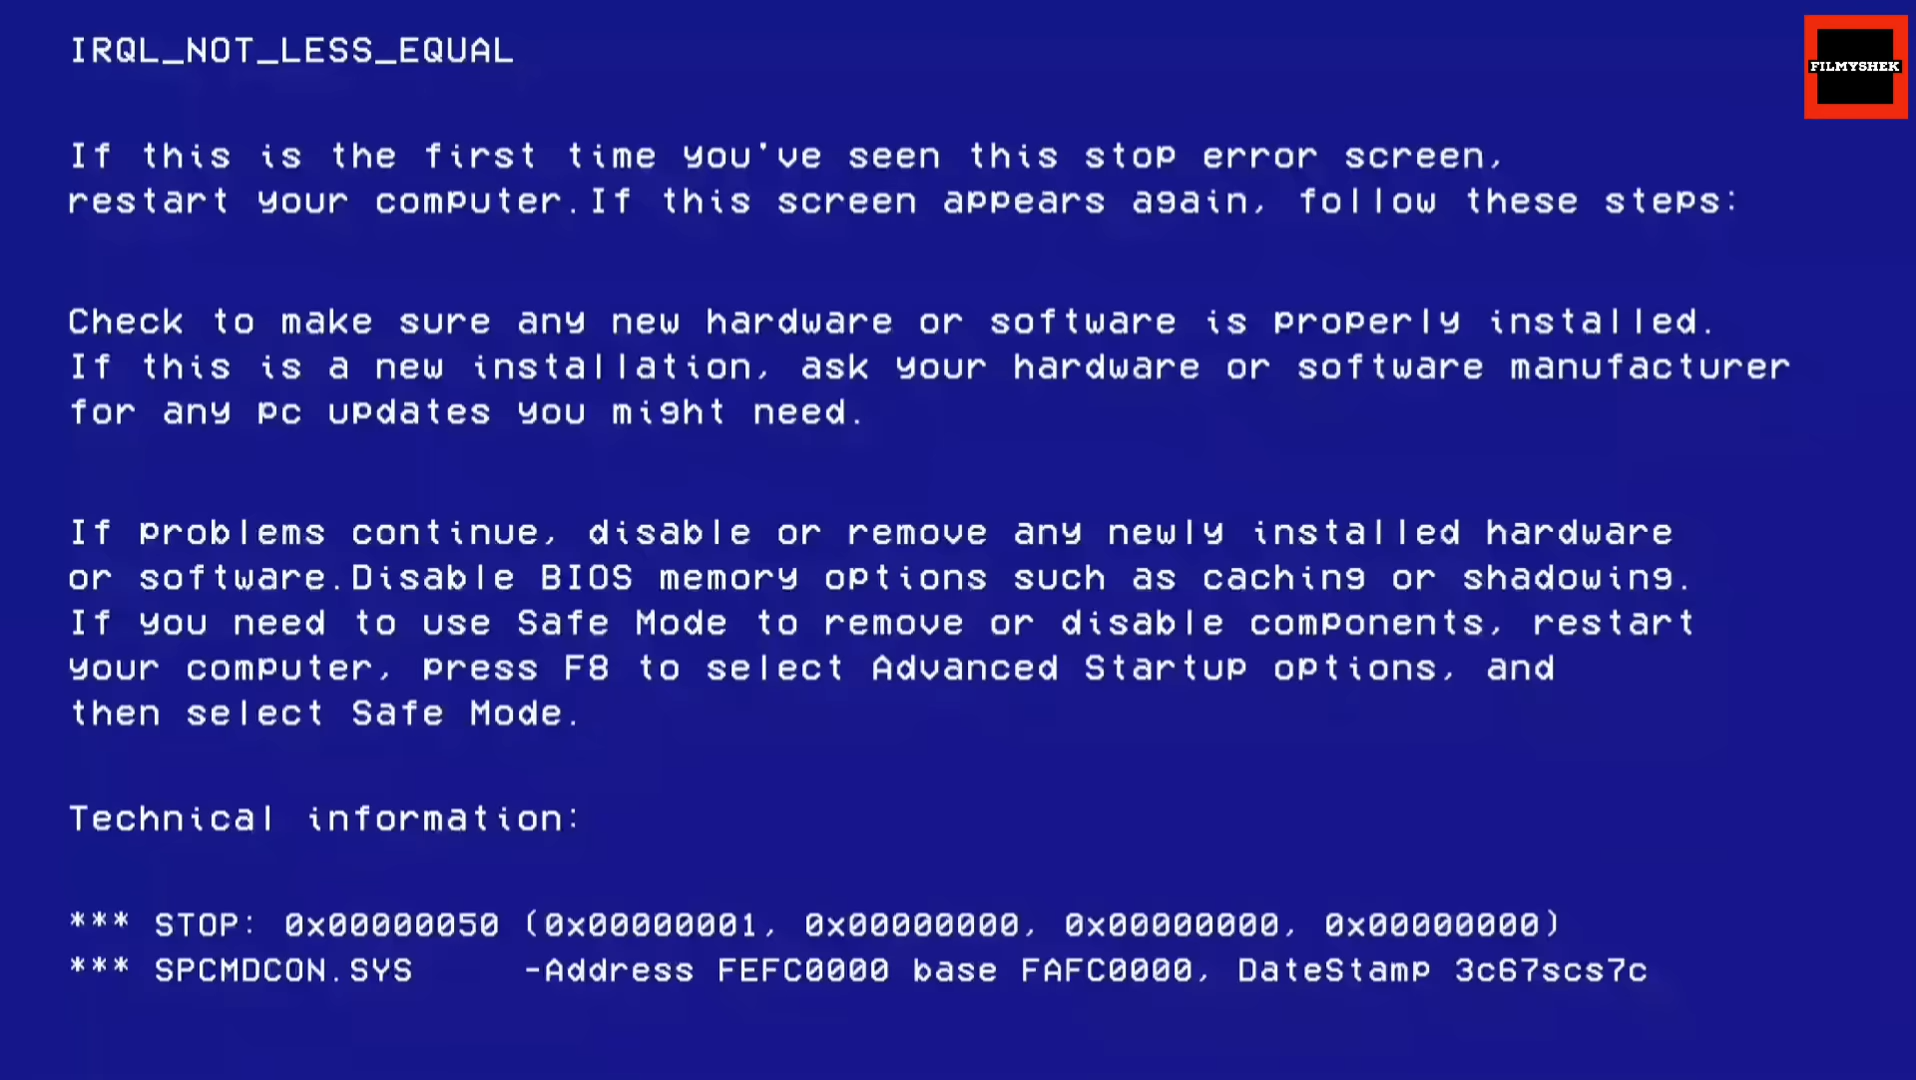 IRQL_NOT_LESS_EQUAL
FILMYSHEK
If this is the first time you've seen this stop error screen,
restart your computer.If this screen appears again, follow these steps:
Check to make sure any new hardware or software is properly installed.
If this is a new installation, ask your hardware or software manufacturer
for any pc updates you might need.
If problems continue, disable or remove any newly installed hardware
or software.Disable BIOS memory options such as caching or shadowing.
If you need to use Safe Mode to remove or disable components, restart
your computer, press F8 to select Advanced Startup options, and
then select Safe Mode.
Technical information:
*** STOP: 0x00000050 (0x00000001, 0x00000000, 0x00000000, 0x00000000)
*** SPCMDCON.SYS -Address FEFC0000 base FAFC0000, DateStamp 3c67scs7c